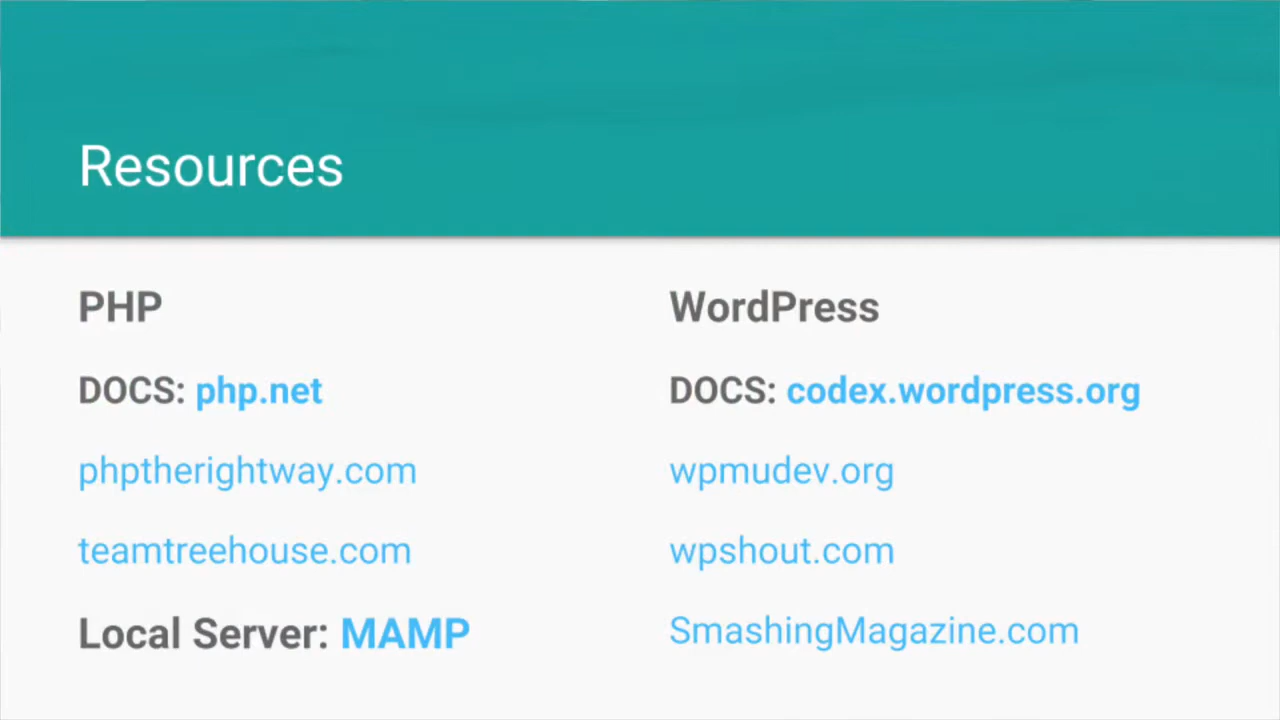 Resources
PHP
DOCS: php.net
phptherightway.com
teamtreehouse.com
Local Server: MAMP
WordPress
DOCS: codex.wordpress.org
wpmudev.org
wpshout.com
SmashingMagazine.com